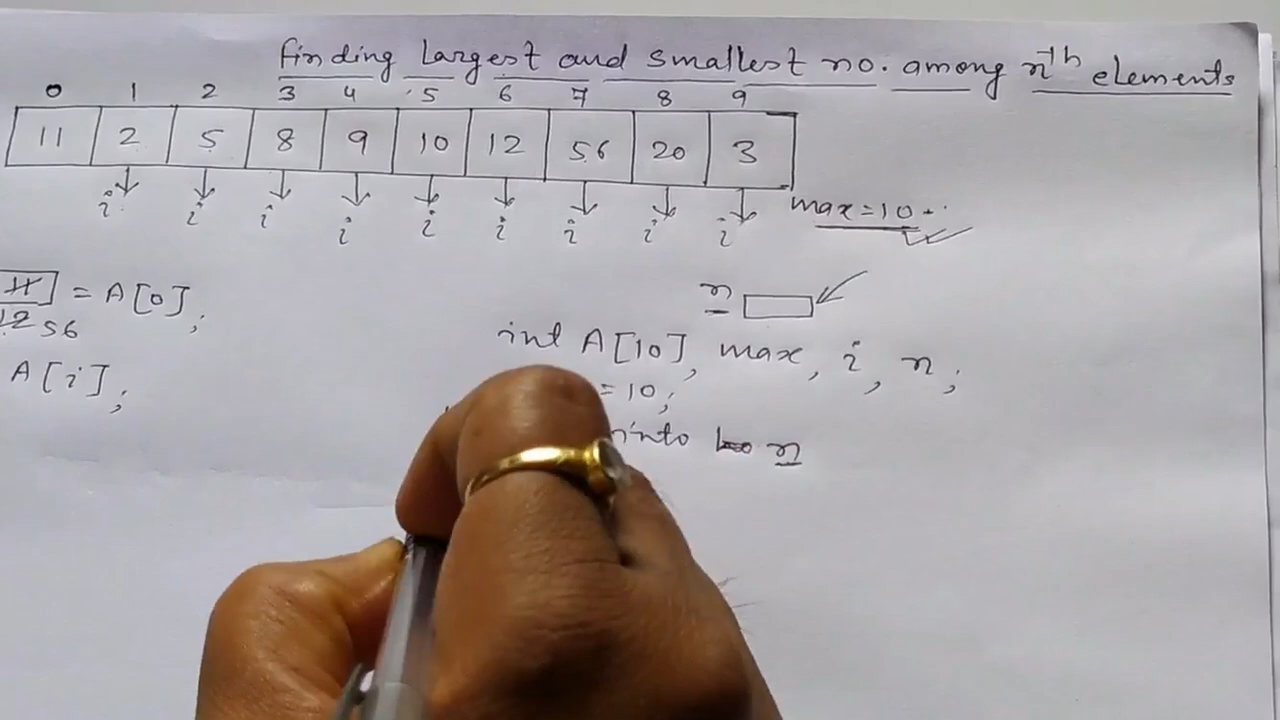 finding largest and smallest no. among nth elements
0 1 2 3 4 5 6 7 8 9
11 2 5 8 9 10 12 56 20 3
i i i i i i i i i
max=10
11 = A[0];
12 56
A[i];
n
int A[10], max, i, n;
= 10;
into n